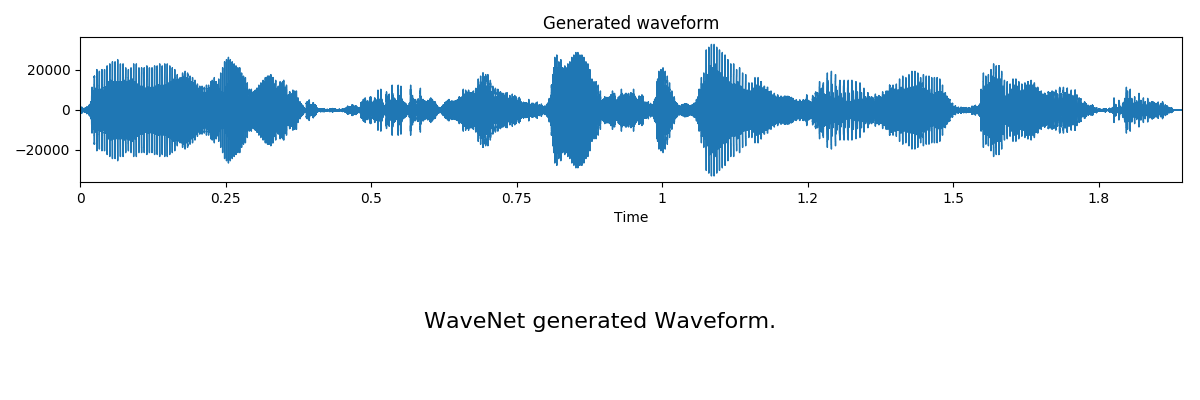 Generated waveform
20000
0
−20000
0 0.25 0.5 0.75 1 1.2 1.5 1.8
Time
WaveNet generated Waveform.